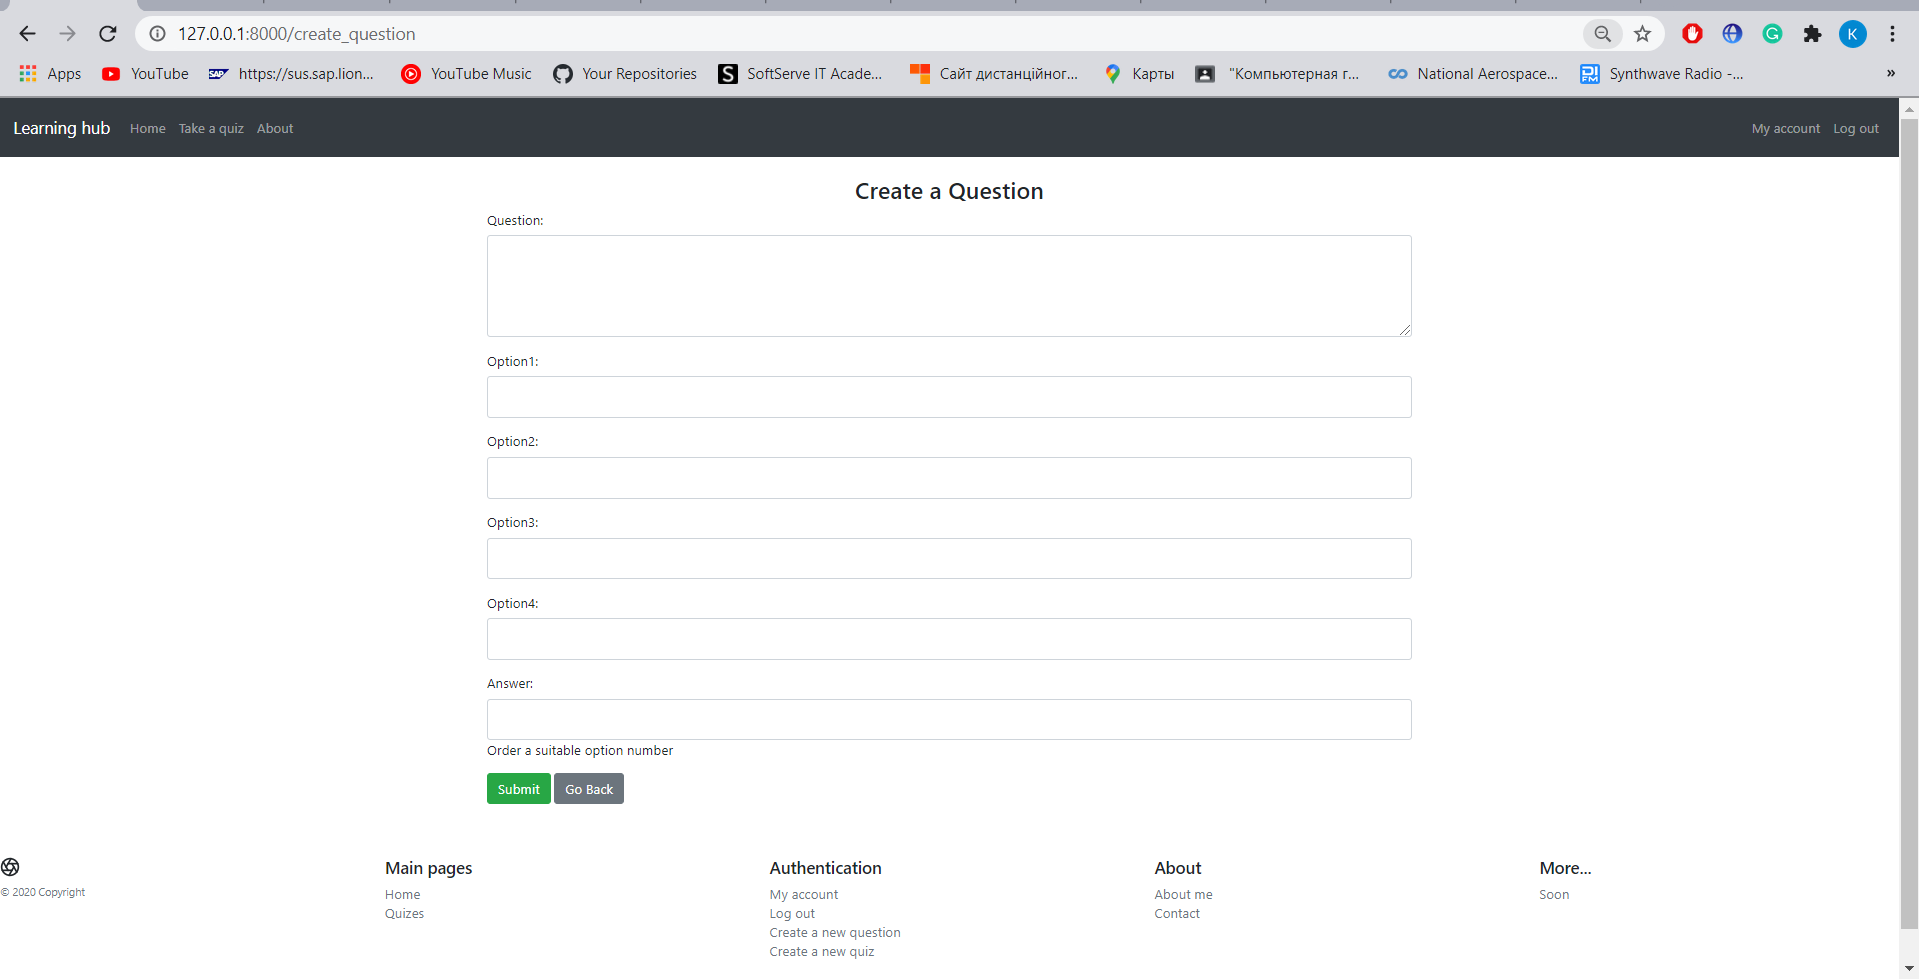 127.0.0.1:8000/create_question
K
Apps YouTube SAP https://sus.sap.lion... YouTube Music Your Repositories S SoftServe IT Acade... Сайт дистанційног... Карты "Компьютерная г... National Aerospace... DI FM Synthwave Radio -... »
Learning hub Home Take a quiz About My account Log out
Create a Question
Question:
Option1:
Option2:
Option3:
Option4:
Answer:
Order a suitable option number
Submit Go Back
© 2020 Copyright
Main pages
Home
Quizes
Authentication
My account
Log out
Create a new question
Create a new quiz
About
About me
Contact
More...
Soon